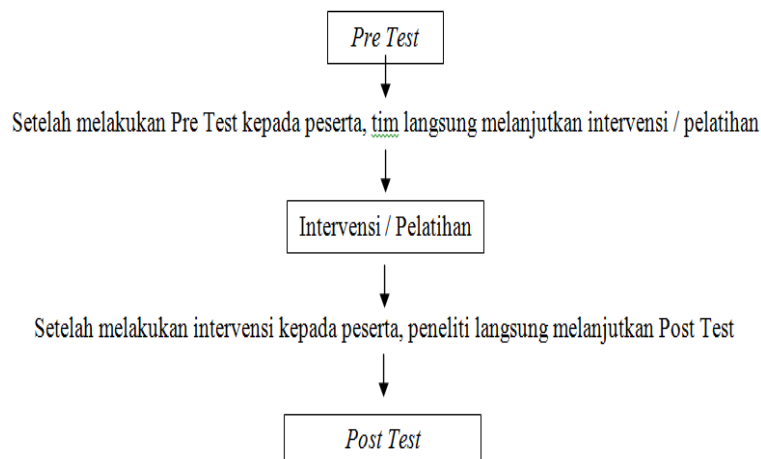 Pre Test
Setelah melakukan Pre Test kepada peserta, tim langsung melanjutkan intervensi / pelatihan
Intervensi / Pelatihan
Setelah melakukan intervensi kepada peserta, peneliti langsung melanjutkan Post Test
Post Test